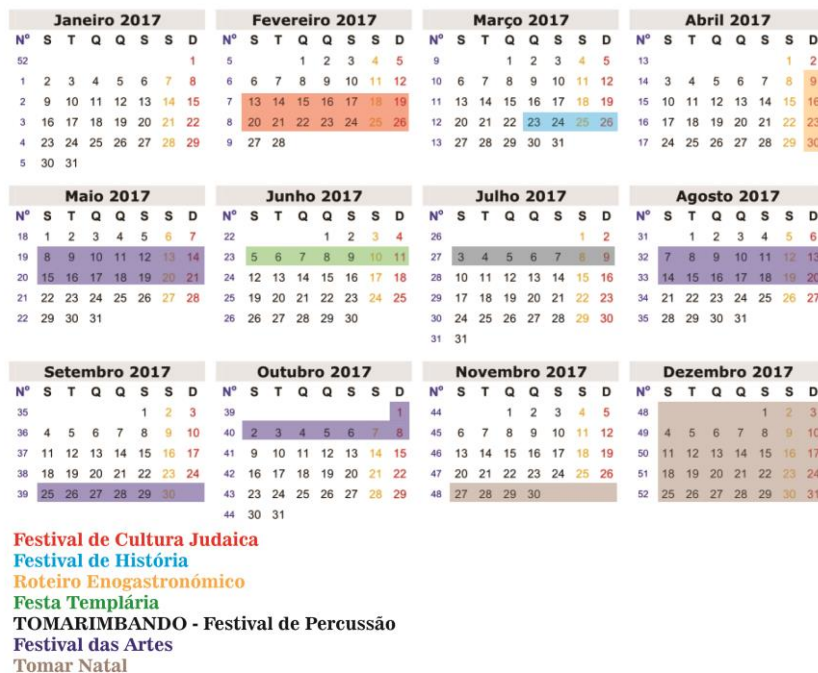 Janeiro 2017
Nº S T Q Q S S D
52 1
1 2 3 4 5 6 7 8
2 9 10 11 12 13 14 15
3 16 17 18 19 20 21 22
4 23 24 25 26 27 28 29
5 30 31
Fevereiro 2017
Nº S T Q Q S S D
5 1 2 3 4 5
6 6 7 8 9 10 11 12
7 13 14 15 16 17 18 19
8 20 21 22 23 24 25 26
9 27 28
Março 2017
Nº S T Q Q S S D
9 1 2 3 4 5
10 6 7 8 9 10 11 12
11 13 14 15 16 17 18 19
12 20 21 22 23 24 25 26
13 27 28 29 30 31
Abril 2017
Nº S T Q Q S S D
13 1 2
14 3 4 5 6 7 8 9
15 10 11 12 13 14 15 16
16 17 18 19 20 21 22 23
17 24 25 26 27 28 29 30
Maio 2017
Nº S T Q Q S S D
18 1 2 3 4 5 6 7
19 8 9 10 11 12 13 14
20 15 16 17 18 19 20 21
21 22 23 24 25 26 27 28
22 29 30 31
Junho 2017
Nº S T Q Q S S D
22 1 2 3 4
23 5 6 7 8 9 10 11
24 12 13 14 15 16 17 18
25 19 20 21 22 23 24 25
26 26 27 28 29 30
Julho 2017
Nº S T Q Q S S D
26 1 2
27 3 4 5 6 7 8 9
28 10 11 12 13 14 15 16
29 17 18 19 20 21 22 23
30 24 25 26 27 28 29 30
31 31
Agosto 2017
Nº S T Q Q S S D
31 1 2 3 4 5 6
32 7 8 9 10 11 12 13
33 14 15 16 17 18 19 20
34 21 22 23 24 25 26 27
35 28 29 30 31
Setembro 2017
Nº S T Q Q S S D
35 1 2 3
36 4 5 6 7 8 9 10
37 11 12 13 14 15 16 17
38 18 19 20 21 22 23 24
39 25 26 27 28 29 30
Outubro 2017
Nº S T Q Q S S D
39 1
40 2 3 4 5 6 7 8
41 9 10 11 12 13 14 15
42 16 17 18 19 20 21 22
43 23 24 25 26 27 28 29
44 30 31
Novembro 2017
Nº S T Q Q S S D
44 1 2 3 4 5
45 6 7 8 9 10 11 12
46 13 14 15 16 17 18 19
47 20 21 22 23 24 25 26
48 27 28 29 30
Dezembro 2017
Nº S T Q Q S S D
48 1 2 3
49 4 5 6 7 8 9 10
50 11 12 13 14 15 16 17
51 18 19 20 21 22 23 24
52 25 26 27 28 29 30 31
Festival de Cultura Judaica
Festival de História
Roteiro Enogastronómico
Festa Templária
TOMARIMBANDO - Festival de Percussão
Festival das Artes
Tomar Natal